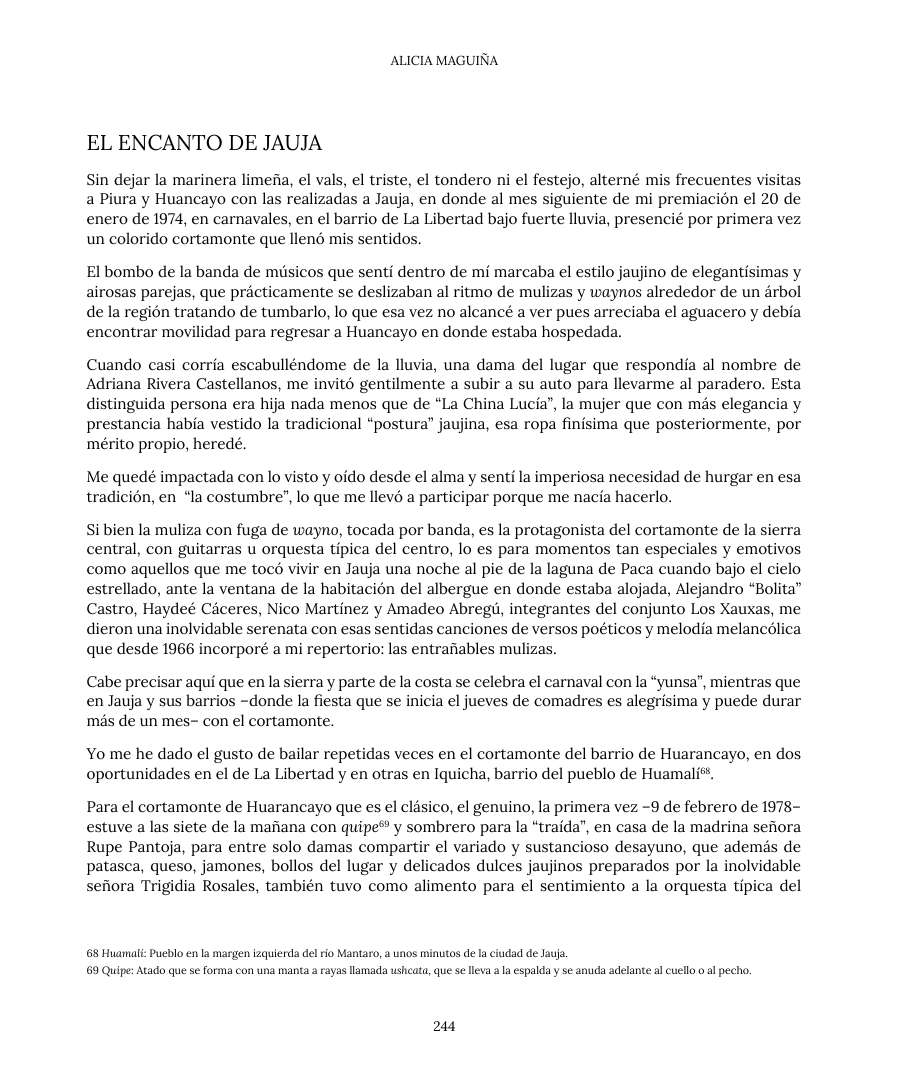 ALICIA MAGUIÑA
EL ENCANTO DE JAUJA
Sin dejar la marinera limeña, el vals, el triste, el tondero ni el festejo, alterné mis frecuentes visitas
a Piura y Huancayo con las realizadas a Jauja, en donde al mes siguiente de mi premiación el 20 de
enero de 1974, en carnavales, en el barrio de La Libertad bajo fuerte lluvia, presencié por primera vez
un colorido cortamonte que llenó mis sentidos.
El bombo de la banda de músicos que sentí dentro de mí marcaba el estilo jaujino de elegantísimas y
airosas parejas, que prácticamente se deslizaban al ritmo de mulizas y waynos alrededor de un árbol
de la región tratando de tumbarlo, lo que esa vez no alcancé a ver pues arreciaba el aguacero y debía
encontrar movilidad para regresar a Huancayo en donde estaba hospedada.
Cuando casi corría escabulléndome de la lluvia, una dama del lugar que respondía al nombre de
Adriana Rivera Castellanos, me invitó gentilmente a subir a su auto para llevarme al paradero. Esta
distinguida persona era hija nada menos que de “La China Lucía”, la mujer que con más elegancia y
prestancia había vestido la tradicional “postura” jaujina, esa ropa finísima que posteriormente, por
mérito propio, heredé.
Me quedé impactada con lo visto y oído desde el alma y sentí la imperiosa necesidad de hurgar en esa
tradición, en “la costumbre”, lo que me llevó a participar porque me nacía hacerlo.
Si bien la muliza con fuga de wayno, tocada por banda, es la protagonista del cortamonte de la sierra
central, con guitarras u orquesta típica del centro, lo es para momentos tan especiales y emotivos
como aquellos que me tocó vivir en Jauja una noche al pie de la laguna de Paca cuando bajo el cielo
estrellado, ante la ventana de la habitación del albergue en donde estaba alojada, Alejandro “Bolita”
Castro, Haydeé Cáceres, Nico Martínez y Amadeo Abregú, integrantes del conjunto Los Xauxas, me
dieron una inolvidable serenata con esas sentidas canciones de versos poéticos y melodía melancólica
que desde 1966 incorporé a mi repertorio: las entrañables mulizas.
Cabe precisar aquí que en la sierra y parte de la costa se celebra el carnaval con la “yunsa”, mientras que
en Jauja y sus barrios –donde la fiesta que se inicia el jueves de comadres es alegrísima y puede durar
más de un mes– con el cortamonte.
Yo me he dado el gusto de bailar repetidas veces en el cortamonte del barrio de Huarancayo, en dos
oportunidades en el de La Libertad y en otras en Iquicha, barrio del pueblo de Huamalí⁶⁸.
Para el cortamonte de Huarancayo que es el clásico, el genuino, la primera vez –9 de febrero de 1978–
estuve a las siete de la mañana con quipe⁶⁹ y sombrero para la “traída”, en casa de la madrina señora
Rupe Pantoja, para entre solo damas compartir el variado y sustancioso desayuno, que además de
patasca, queso, jamones, bollos del lugar y delicados dulces jaujinos preparados por la inolvidable
señora Trigidia Rosales, también tuvo como alimento para el sentimiento a la orquesta típica del
68 Huamalí: Pueblo en la margen izquierda del río Mantaro, a unos minutos de la ciudad de Jauja.
69 Quipe: Atado que se forma con una manta a rayas llamada ushcata, que se lleva a la espalda y se anuda adelante al cuello o al pecho.
244